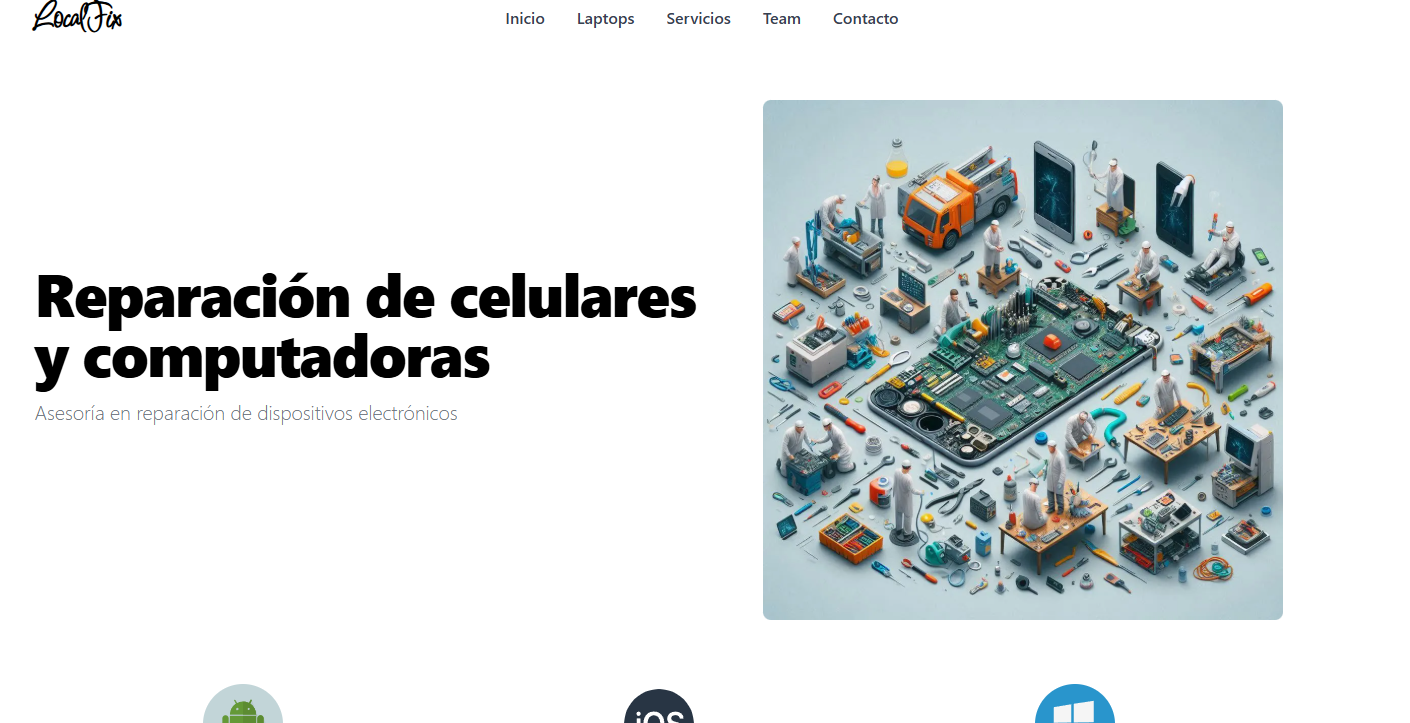 LocalFix
Inicio Laptops Servicios Team Contacto
Reparación de celulares
y computadoras
Asesoría en reparación de dispositivos electrónicos
iOS